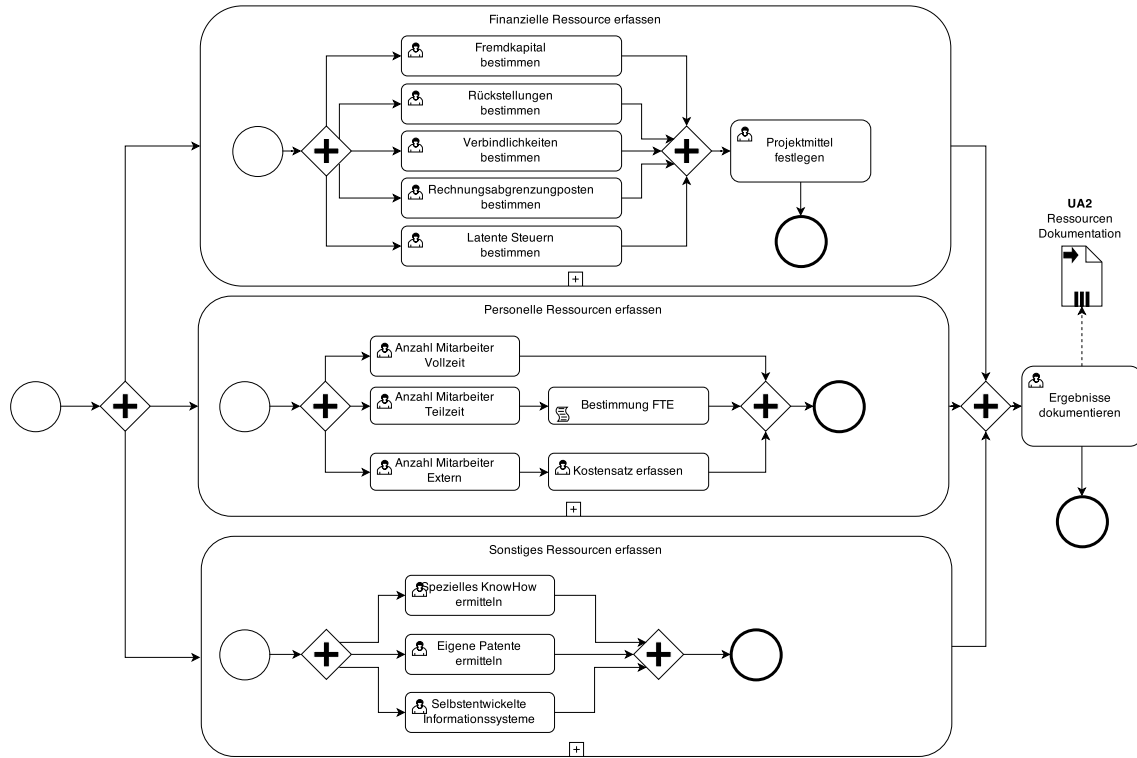 Finanzielle Ressource erfassen
Fremdkapital
bestimmen
Rückstellungen
bestimmen
Verbindlichkeiten
bestimmen
Rechnungsabgrenzungposten
bestimmen
Latente Steuern
bestimmen
Projektmittel
festlegen
Personelle Ressourcen erfassen
Anzahl Mitarbeiter
Vollzeit
Anzahl Mitarbeiter
Teilzeit
Bestimmung FTE
Anzahl Mitarbeiter
Extern
Kostensatz erfassen
Sonstiges Ressourcen erfassen
Spezielles KnowHow
ermitteln
Eigene Patente
ermitteln
Selbstentwickelte
Informationssysteme
UA2
Ressourcen
Dokumentation
Ergebnisse
dokumentieren